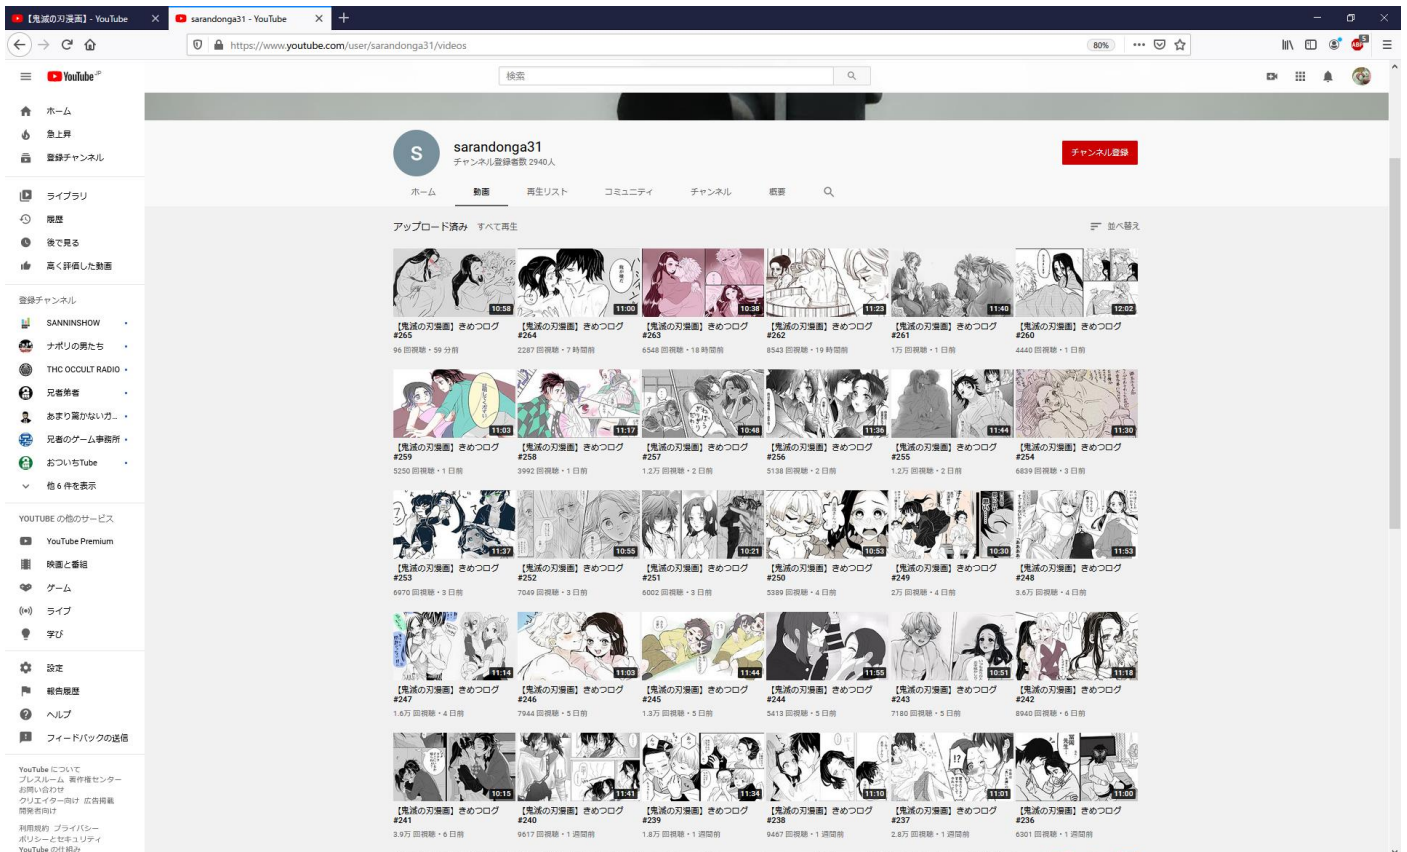 【鬼滅の刃漫画】 - YouTube
sarandonga31 - YouTube
https://www.youtube.com/user/sarandonga31/videos
80%
5
YouTube JP
検索
ホーム
急上昇
登録チャンネル
ライブラリ
履歴
後で見る
高く評価した動画
登録チャンネル
SANNINSHOW
ナポリの男たち
THC OCCULT RADIO
兄者弟者
あまり驚かないガ...
兄者のゲーム事務所
おついちTube
他 6 件を表示
YOUTUBE の他のサービス
YouTube Premium
映画と番組
ゲーム
ライブ
学び
設定
報告履歴
ヘルプ
フィードバックの送信
YouTube について
プレスルーム 著作権センター
お問い合わせ
クリエイター向け 広告掲載
開発者向け
利用規約 プライバシー
ポリシーとセキュリティ
YouTube の仕組み
S
sarandonga31
チャンネル登録者数 2940人
チャンネル登録
ホーム 動画 再生リスト コミュニティ チャンネル 概要
アップロード済み すべて再生
並べ替え
10:58 11:00 10:38 11:23 11:40 12:02
【鬼滅の刃漫画】きめつログ #265
96 回視聴・59 分前
【鬼滅の刃漫画】きめつログ #264
2287 回視聴・7 時間前
【鬼滅の刃漫画】きめつログ #263
6548 回視聴・18 時間前
【鬼滅の刃漫画】きめつログ #262
8543 回視聴・19 時間前
【鬼滅の刃漫画】きめつログ #261
1万 回視聴・1 日前
【鬼滅の刃漫画】きめつログ #260
4440 回視聴・1 日前
11:03 11:17 10:48 11:36 11:44 11:30
【鬼滅の刃漫画】きめつログ #259
5250 回視聴・1 日前
【鬼滅の刃漫画】きめつログ #258
3992 回視聴・1 日前
【鬼滅の刃漫画】きめつログ #257
1.2万 回視聴・2 日前
【鬼滅の刃漫画】きめつログ #256
5138 回視聴・2 日前
【鬼滅の刃漫画】きめつログ #255
1.2万 回視聴・2 日前
【鬼滅の刃漫画】きめつログ #254
6839 回視聴・3 日前
11:37 10:55 10:21 10:53 10:30 11:53
【鬼滅の刃漫画】きめつログ #253
6970 回視聴・3 日前
【鬼滅の刃漫画】きめつログ #252
7049 回視聴・3 日前
【鬼滅の刃漫画】きめつログ #251
6002 回視聴・3 日前
【鬼滅の刃漫画】きめつログ #250
5389 回視聴・4 日前
【鬼滅の刃漫画】きめつログ #249
2万 回視聴・4 日前
【鬼滅の刃漫画】きめつログ #248
3.6万 回視聴・4 日前
11:14 11:03 11:44 11:55 10:51 11:18
【鬼滅の刃漫画】きめつログ #247
1.6万 回視聴・4 日前
【鬼滅の刃漫画】きめつログ #246
7944 回視聴・5 日前
【鬼滅の刃漫画】きめつログ #245
1.3万 回視聴・5 日前
【鬼滅の刃漫画】きめつログ #244
5413 回視聴・5 日前
【鬼滅の刃漫画】きめつログ #243
7180 回視聴・5 日前
【鬼滅の刃漫画】きめつログ #242
8940 回視聴・6 日前
10:15 11:41 11:34 11:10 11:01 11:00
【鬼滅の刃漫画】きめつログ #241
3.9万 回視聴・6 日前
【鬼滅の刃漫画】きめつログ #240
9617 回視聴・1 週間前
【鬼滅の刃漫画】きめつログ #239
1.8万 回視聴・1 週間前
【鬼滅の刃漫画】きめつログ #238
9467 回視聴・1 週間前
【鬼滅の刃漫画】きめつログ #237
2.8万 回視聴・1 週間前
【鬼滅の刃漫画】きめつログ #236
6301 回視聴・1 週間前